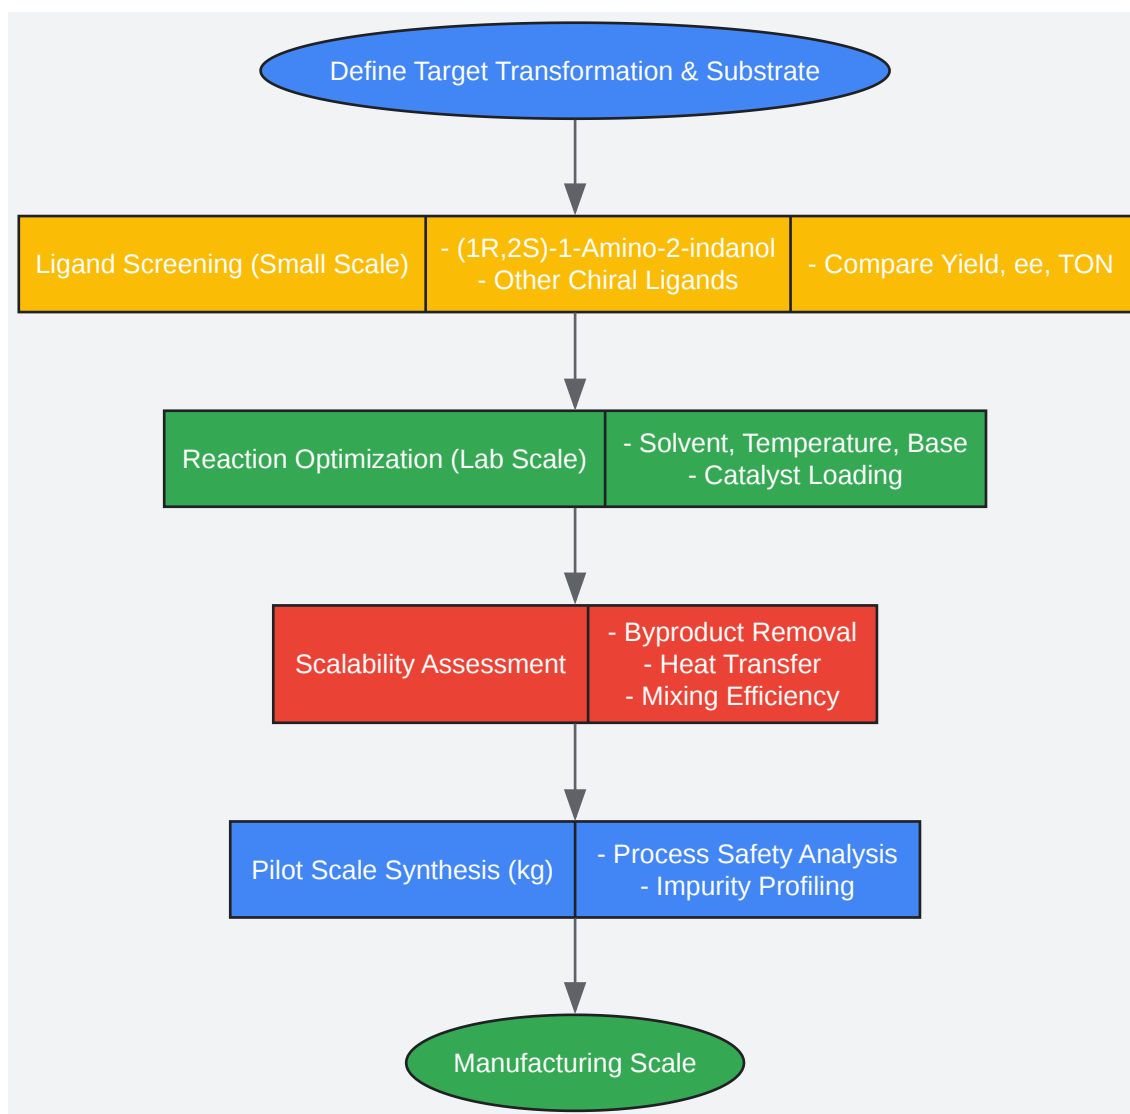 Define Target Transformation & Substrate
Ligand Screening (Small Scale)
- (1R,2S)-1-Amino-2-indanol
- Other Chiral Ligands
- Compare Yield, ee, TON
Reaction Optimization (Lab Scale)
- Solvent, Temperature, Base
- Catalyst Loading
Scalability Assessment
- Byproduct Removal
- Heat Transfer
- Mixing Efficiency
Pilot Scale Synthesis (kg)
- Process Safety Analysis
- Impurity Profiling
Manufacturing Scale